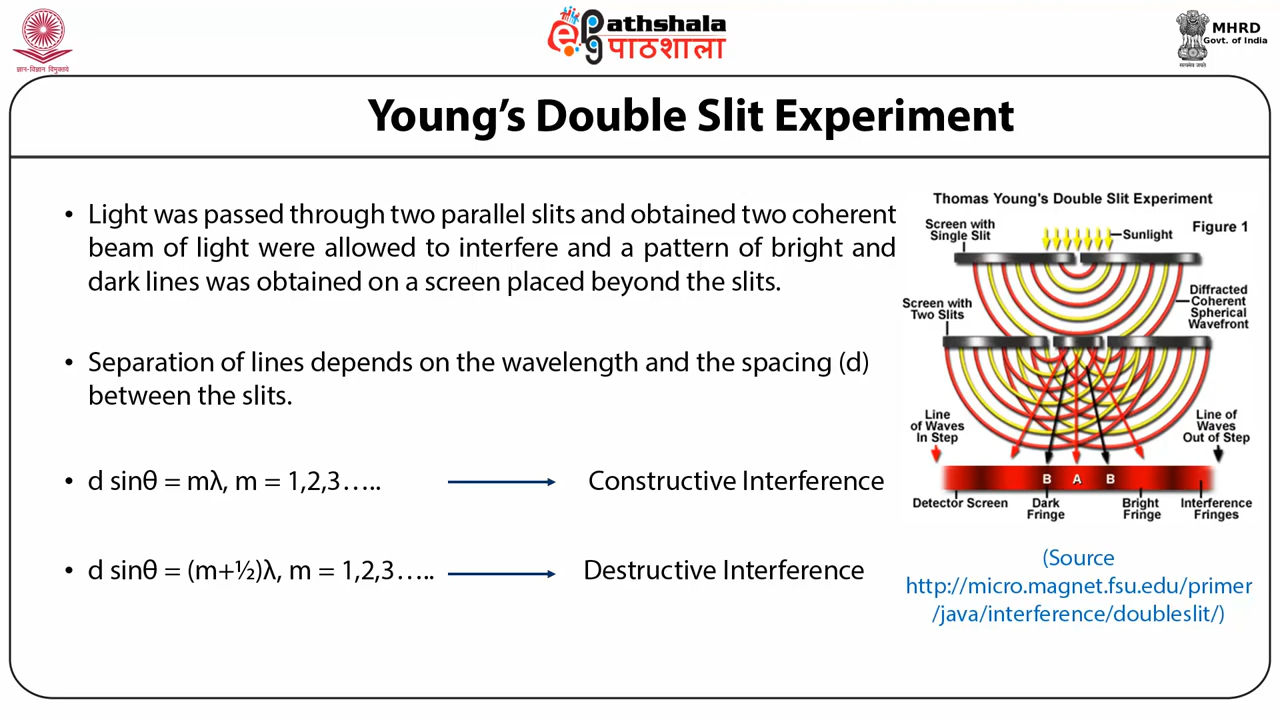 ज्ञान-विज्ञान विमुक्तये
ePathshala
पाठशाला
MHRD
Govt. of India
सत्यमेव जयते
Young’s Double Slit Experiment
• Light was passed through two parallel slits and obtained two coherent
beam of light were allowed to interfere and a pattern of bright and
dark lines was obtained on a screen placed beyond the slits.
• Separation of lines depends on the wavelength and the spacing (d)
between the slits.
• d sinθ = mλ, m = 1,2,3….. Constructive Interference
• d sinθ = (m+½)λ, m = 1,2,3….. Destructive Interference
Thomas Young's Double Slit Experiment
Screen with
Single Slit
Sunlight
Figure 1
Screen with
Two Slits
Diffracted
Coherent
Spherical
Wavefront
Line
of Waves
In Step
Line of
Waves
Out of Step
B A B
Detector Screen
Dark
Fringe
Bright
Fringe
Interference
Fringes
(Source
http://micro.magnet.fsu.edu/primer
/java/interference/doubleslit/)